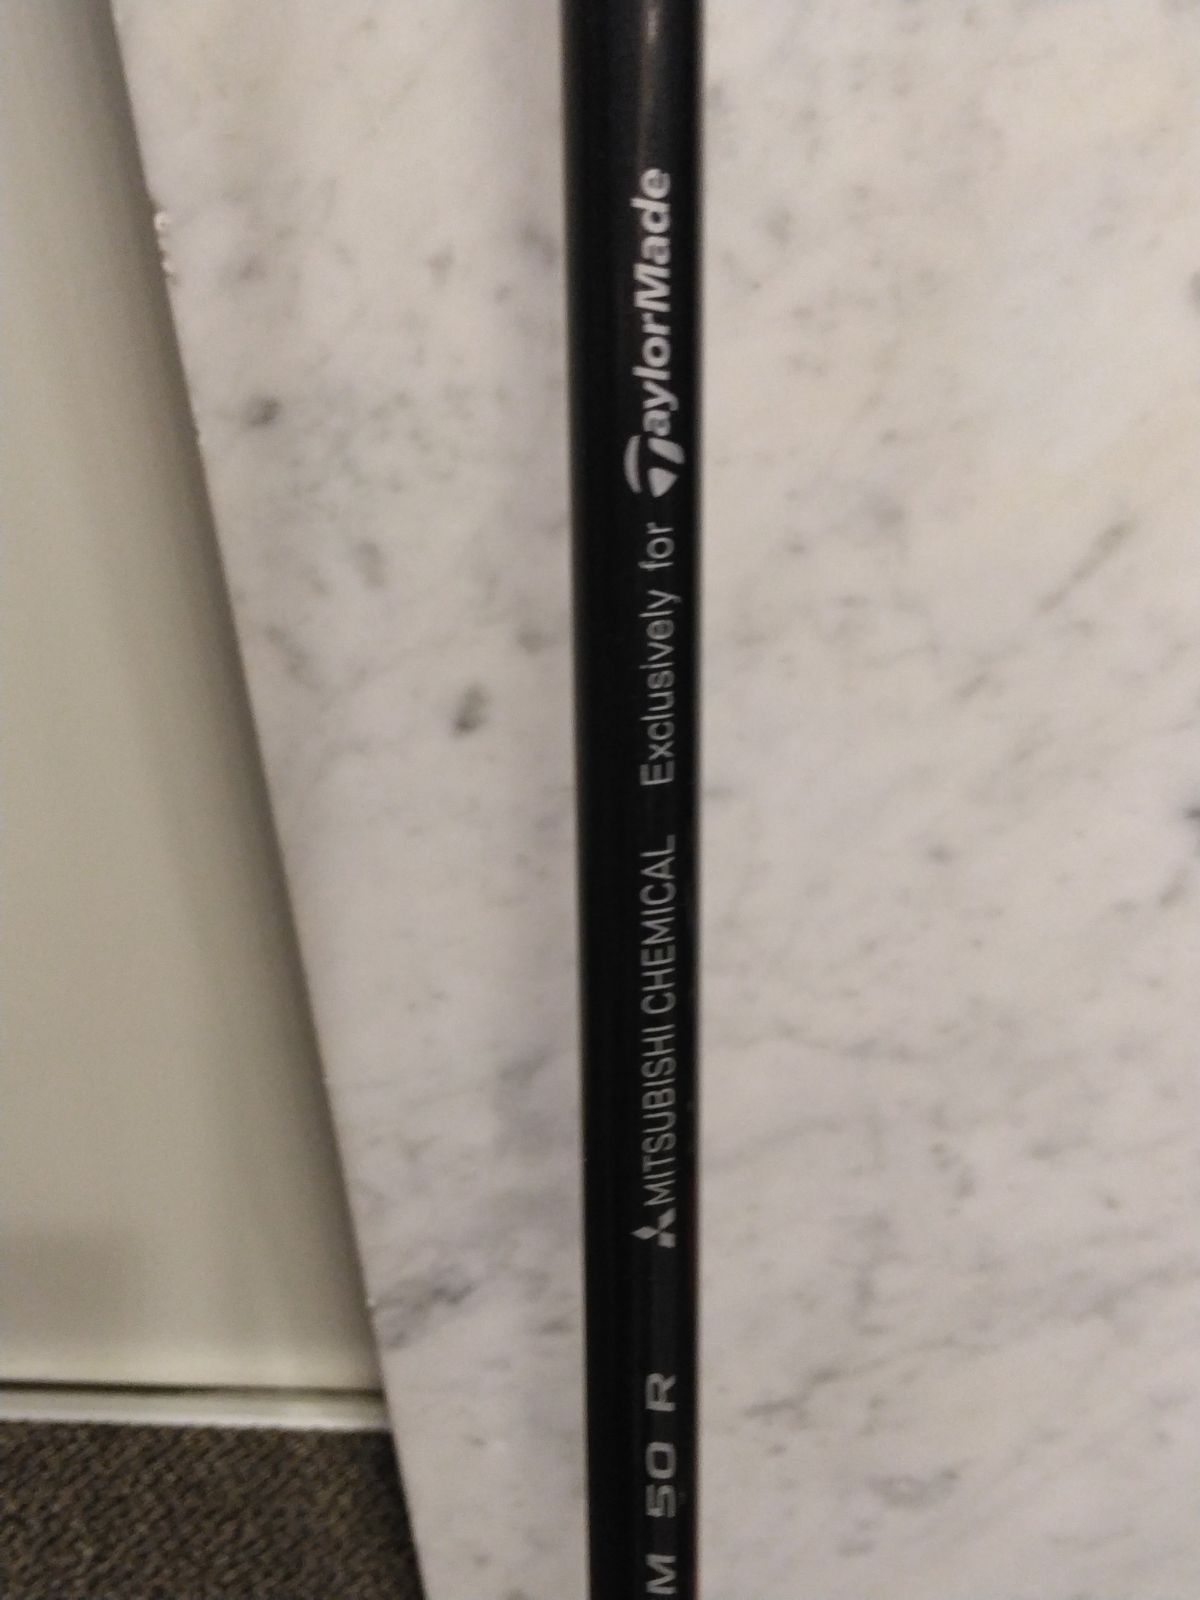 M 50 R MITSUBISHI CHEMICAL Exclusively for TaylorMade